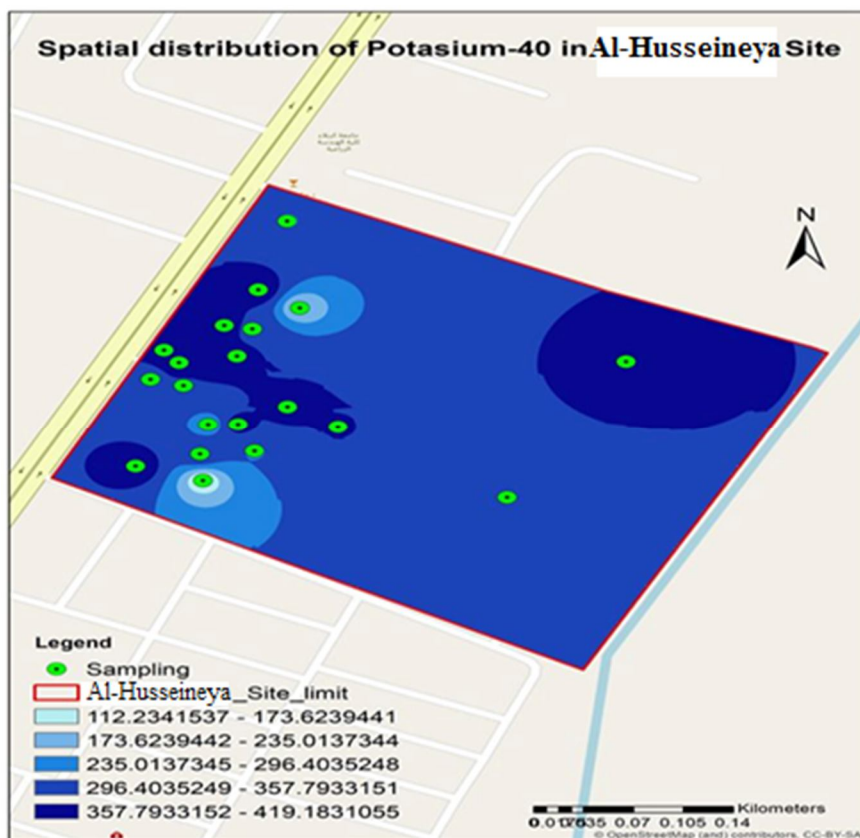 Spatial distribution of Potasium-40 in Al-Husseineya Site
N
Legend
Sampling
Al-Husseineya_Site_limit
112.2341537 - 173.6239441
173.6239442 - 235.0137344
235.0137345 - 296.4035248
296.4035249 - 357.7933151
357.7933152 - 419.1831055
Kilometers
0.07 0.105 0.14
© OpenStreetMap (and) contributors, CC-BY-SA